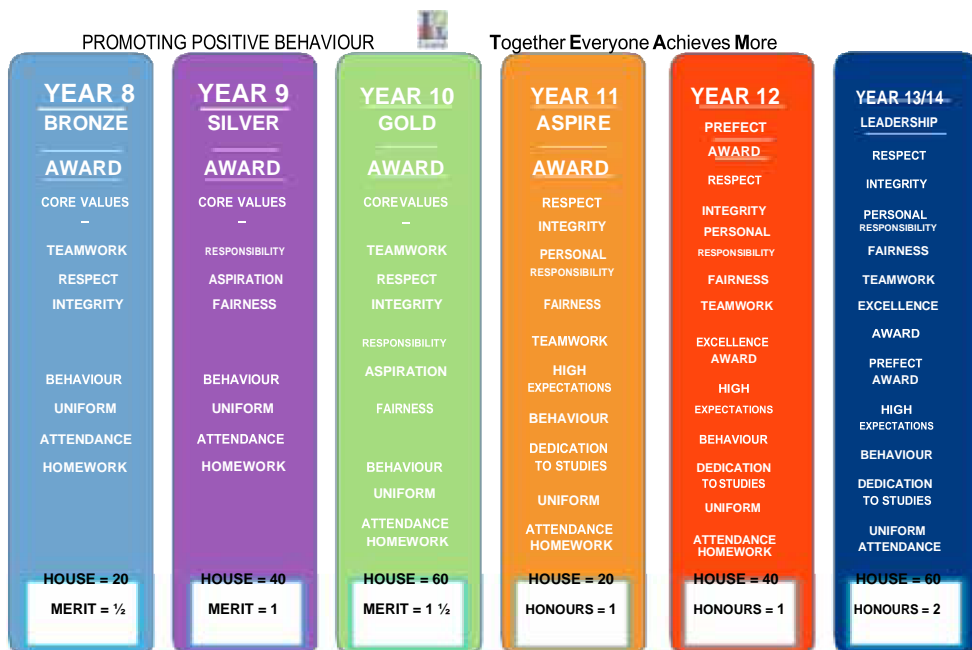 PROMOTING POSITIVE BEHAVIOUR
Together Everyone Achieves More
YEAR 8
BRONZE
AWARD
CORE VALUES
–
TEAMWORK
RESPECT
INTEGRITY
BEHAVIOUR
UNIFORM
ATTENDANCE
HOMEWORK
HOUSE = 20
MERIT = ½
YEAR 9
SILVER
AWARD
CORE VALUES
–
RESPONSIBILITY
ASPIRATION
FAIRNESS
BEHAVIOUR
UNIFORM
ATTENDANCE
HOMEWORK
HOUSE = 40
MERIT = 1
YEAR 10
GOLD
AWARD
COREVALUES
–
TEAMWORK
RESPECT
INTEGRITY
RESPONSIBILITY
ASPIRATION
FAIRNESS
BEHAVIOUR
UNIFORM
ATTENDANCE
HOMEWORK
HOUSE = 60
MERIT = 1 ½
YEAR 11
ASPIRE
AWARD
RESPECT
INTEGRITY
PERSONAL
RESPONSIBILITY
FAIRNESS
TEAMWORK
HIGH
EXPECTATIONS
BEHAVIOUR
DEDICATION
TO STUDIES
UNIFORM
ATTENDANCE
HOMEWORK
HOUSE = 20
HONOURS = 1
YEAR 12
PREFECT
AWARD
RESPECT
INTEGRITY
PERSONAL
RESPONSIBILITY
FAIRNESS
TEAMWORK
EXCELLENCE
AWARD
HIGH
EXPECTATIONS
BEHAVIOUR
DEDICATION
TO STUDIES
UNIFORM
ATTENDANCE
HOMEWORK
HOUSE = 40
HONOURS = 1
YEAR 13/14
LEADERSHIP
RESPECT
INTEGRITY
PERSONAL
RESPONSIBILITY
FAIRNESS
TEAMWORK
EXCELLENCE
AWARD
PREFECT
AWARD
HIGH
EXPECTATIONS
BEHAVIOUR
DEDICATION
TO STUDIES
UNIFORM
ATTENDANCE
HOUSE = 60
HONOURS = 2